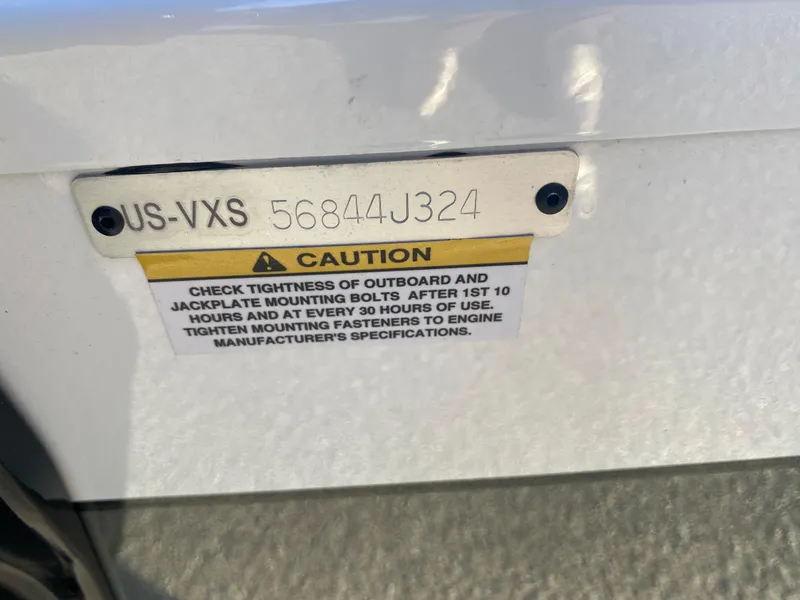 US-VXS 56844J324
CAUTION
CHECK TIGHTNESS OF OUTBOARD AND
JACKPLATE MOUNTING BOLTS AFTER 1ST 10
HOURS AND AT EVERY 30 HOURS OF USE.
TIGHTEN MOUNTING FASTENERS TO ENGINE
MANUFACTURER'S SPECIFICATIONS.